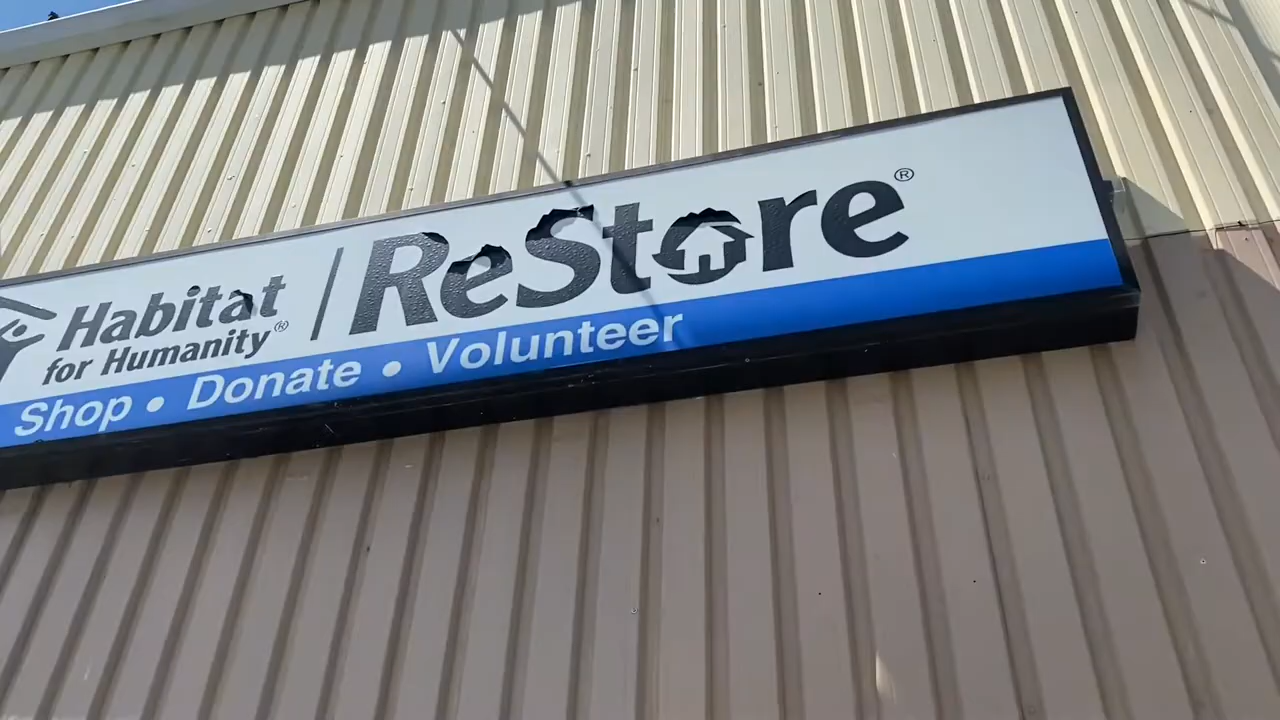 Habitat
for Humanity®
ReStore®
Shop • Donate • Volunteer